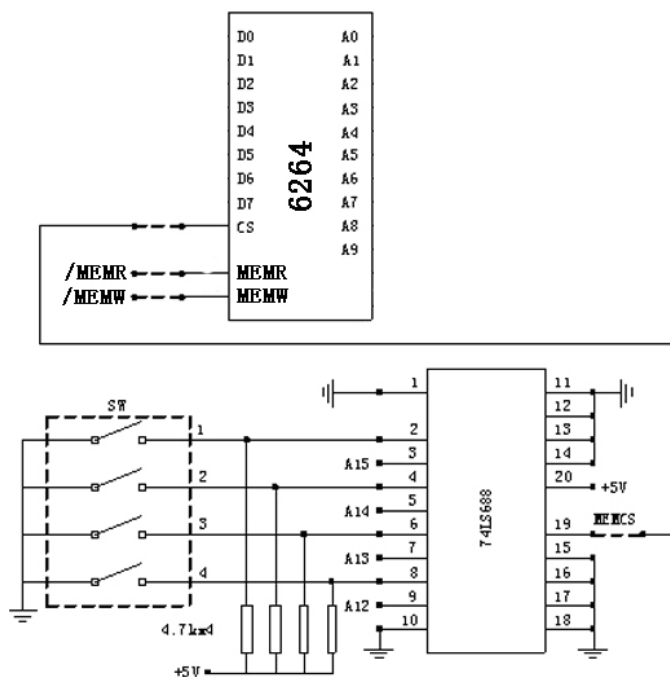 D0 A0
D1 A1
D2 A2
D3 A3
D4 A4
D5 A5
D6 A6
D7 A7
CS A8
A9
6264
/MEMR MEMR
/MEMW MEMW
SW
1
2
3
4
4.7k×4
+5V
A15
A14
A13
A12
1
2
3
4
5
6
7
8
9
10
74LS688
11
12
13
14
20
19
15
16
17
18
+5V
MEMCS